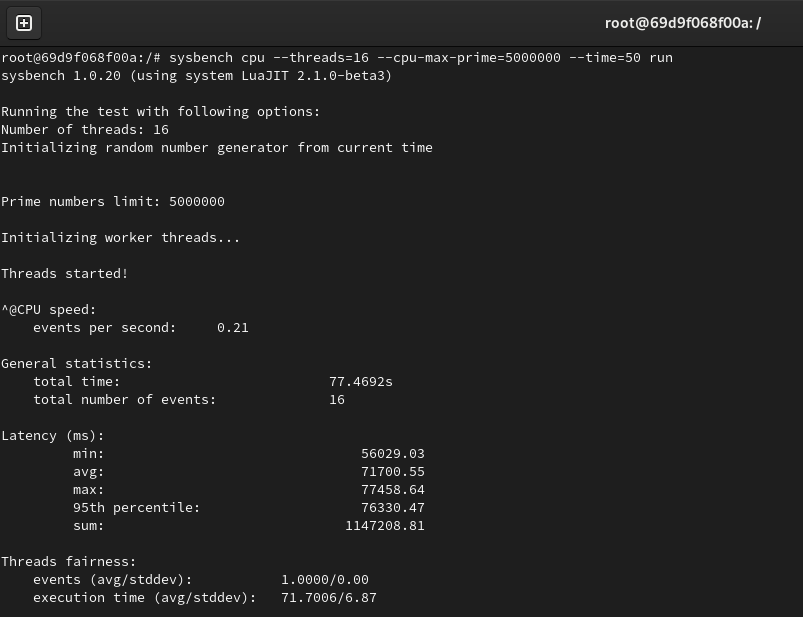 root@69d9f068f00a: /
root@69d9f068f00a:/# sysbench cpu --threads=16 --cpu-max-prime=5000000 --time=50 run
sysbench 1.0.20 (using system LuaJIT 2.1.0-beta3)
Running the test with following options:
Number of threads: 16
Initializing random number generator from current time
Prime numbers limit: 5000000
Initializing worker threads...
Threads started!
^@CPU speed:
events per second: 0.21
General statistics:
total time: 77.4692s
total number of events: 16
Latency (ms):
min: 56029.03
avg: 71700.55
max: 77458.64
95th percentile: 76330.47
sum: 1147208.81
Threads fairness:
events (avg/stddev): 1.0000/0.00
execution time (avg/stddev): 71.7006/6.87